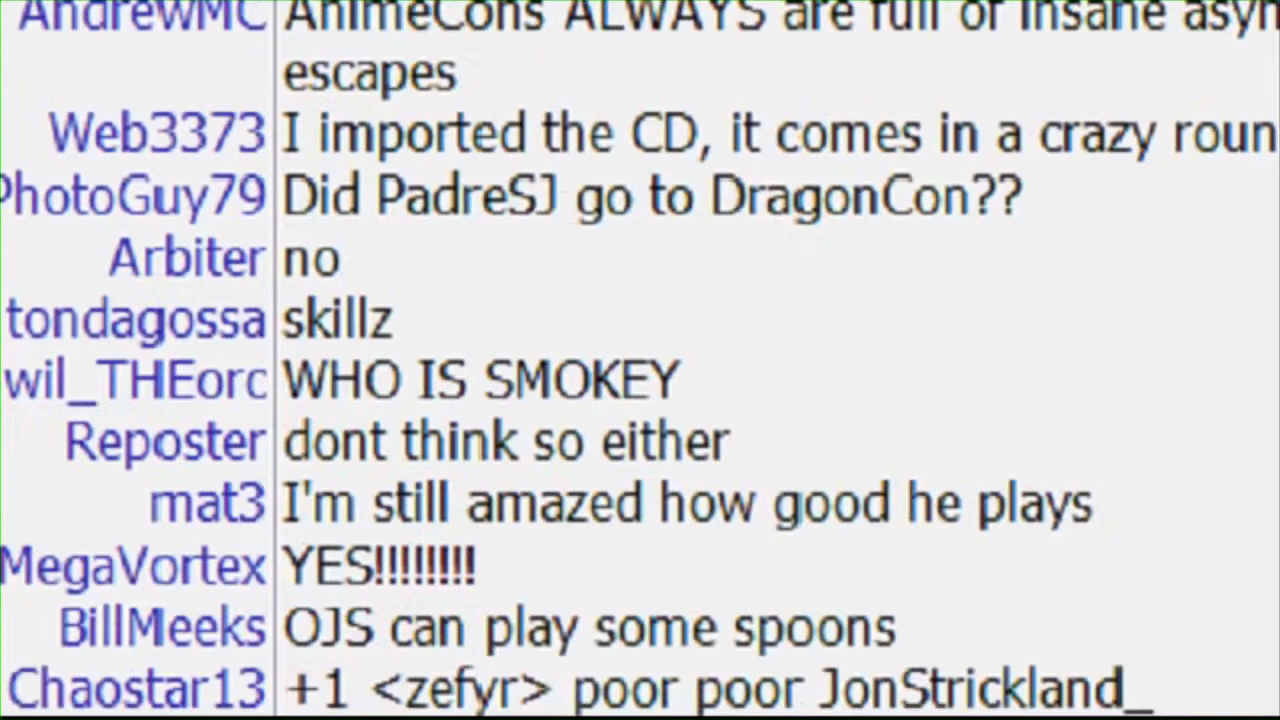 AndrewMC AnimeCons ALWAYS are full of insane
escapes
Web3373 I imported the CD, it comes in a crazy
PhotoGuy79 Did PadreSJ go to DragonCon??
Arbiter no
tondagossa skillz
wil_THEorc WHO IS SMOKEY
Reposter dont think so either
mat3 I'm still amazed how good he plays
MegaVortex YES!!!!!!!!
BillMeeks OJS can play some spoons
Chaostar13 +1 <zefyr> poor poor JonStrickland_